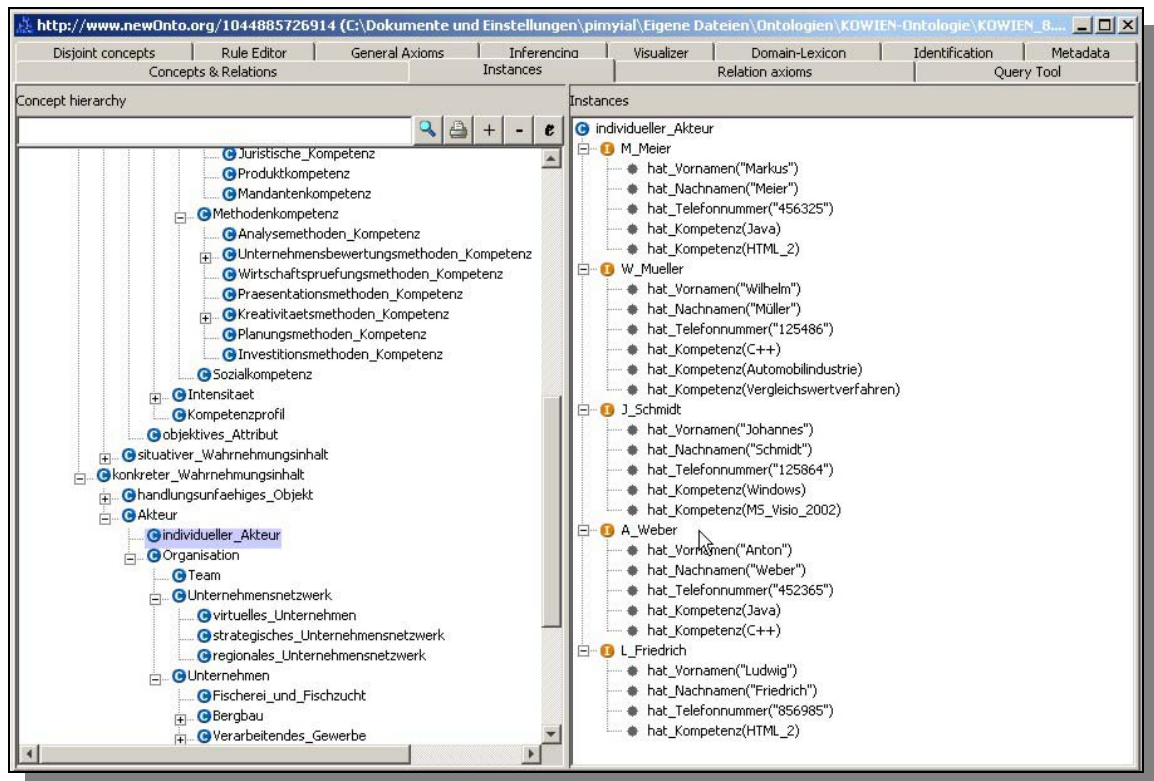 http://www.newOnto.org/1044885726914 (C:\Dokumente und Einstellungen\pimyial\Eigene Dateien\Ontologien\KOWIEN-Ontologie\KOWIEN_8....
Disjoint concepts Rule Editor General Axioms Inferencing Visualizer Domain-Lexicon Identification Metadata
Concepts & Relations Instances Relation axioms Query Tool
Concept hierarchy
+ - e
Juristische_Kompetenz
Produktkompetenz
Mandantenkompetenz
Methodenkompetenz
Analysemethoden_Kompetenz
Unternehmensbewertungsmethoden_Kompetenz
Wirtschaftspruefungsmethoden_Kompetenz
Praesentationsmethoden_Kompetenz
Kreativitaetsmethoden_Kompetenz
Planungsmethoden_Kompetenz
Investitionsmethoden_Kompetenz
Sozialkompetenz
Intensitaet
Kompetenzprofil
objektives_Attribut
situativer_Wahrnehmungsinhalt
konkreter_Wahrnehmungsinhalt
handlungsunfaehiges_Objekt
Akteur
individueller_Akteur
Organisation
Team
Unternehmensnetzwerk
virtuelles_Unternehmen
strategisches_Unternehmensnetzwerk
regionales_Unternehmensnetzwerk
Unternehmen
Fischerei_und_Fischzucht
Bergbau
Verarbeitendes_Gewerbe
Instances
individueller_Akteur
M_Meier
hat_Vornamen("Markus")
hat_Nachnamen("Meier")
hat_Telefonnummer("456325")
hat_Kompetenz(Java)
hat_Kompetenz(HTML_2)
W_Mueller
hat_Vornamen("Wilhelm")
hat_Nachnamen("Müller")
hat_Telefonnummer("125486")
hat_Kompetenz(C++)
hat_Kompetenz(Automobilindustrie)
hat_Kompetenz(Vergleichswertverfahren)
J_Schmidt
hat_Vornamen("Johannes")
hat_Nachnamen("Schmidt")
hat_Telefonnummer("125864")
hat_Kompetenz(Windows)
hat_Kompetenz(MS_Visio_2002)
A_Weber
hat_Vornamen("Anton")
hat_Nachnamen("Weber")
hat_Telefonnummer("452365")
hat_Kompetenz(Java)
hat_Kompetenz(C++)
L_Friedrich
hat_Vornamen("Ludwig")
hat_Nachnamen("Friedrich")
hat_Telefonnummer("856985")
hat_Kompetenz(HTML_2)